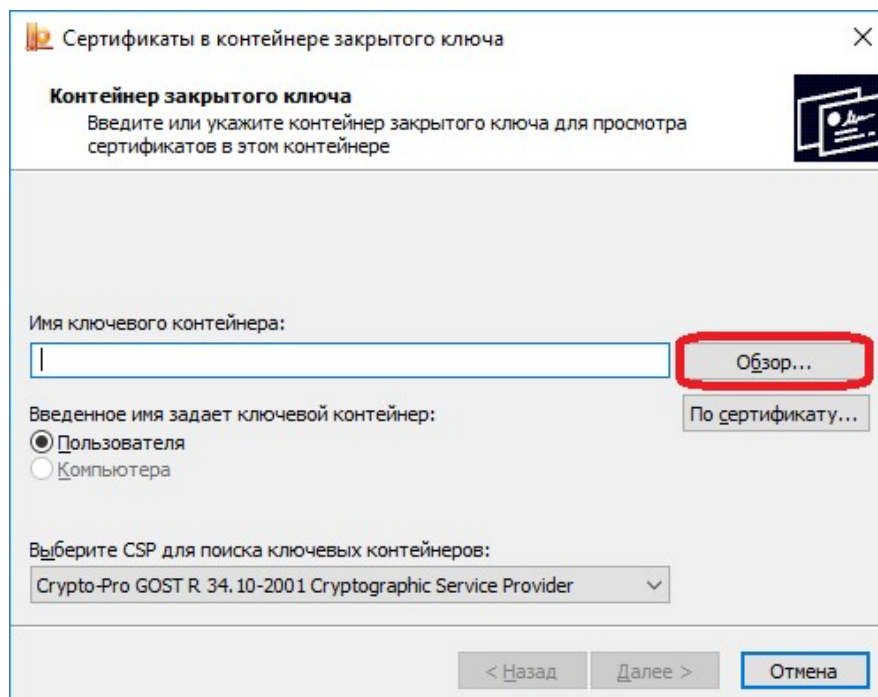 Сертификаты в контейнере закрытого ключа
Контейнер закрытого ключа
Введите или укажите контейнер закрытого ключа для просмотра
сертификатов в этом контейнере
Имя ключевого контейнера:
Обзор...
Введенное имя задает ключевой контейнер:
По сертификату...
Пользователя
Компьютера
Выберите CSP для поиска ключевых контейнеров:
Crypto-Pro GOST R 34.10-2001 Cryptographic Service Provider
< Назад Далее > Отмена